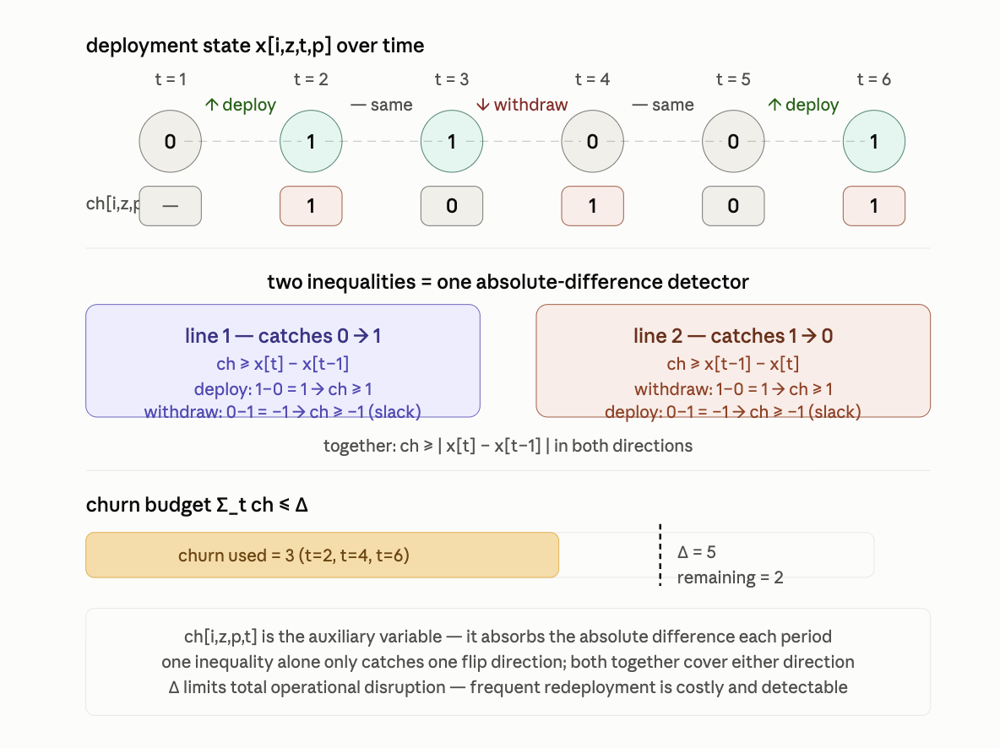 deployment state x[i,z,t,p] over time
t = 1 t = 2 t = 3 t = 4 t = 5 t = 6
↑ deploy — same ↓ withdraw — same ↑ deploy
0 1 1 0 0 1
ch[i,z,p — 1 0 1 0 1
two inequalities = one absolute-difference detector
line 1 — catches 0 → 1
ch ≥ x[t] − x[t−1]
deploy: 1−0 = 1 → ch ≥ 1
withdraw: 0−1 = −1 → ch ≥ −1 (slack)
line 2 — catches 1 → 0
ch ≥ x[t−1] − x[t]
withdraw: 1−0 = 1 → ch ≥ 1
deploy: 0−1 = −1 → ch ≥ −1 (slack)
together: ch ≥ | x[t] − x[t−1] | in both directions
churn budget Σ_t ch ≤ Δ
churn used = 3 (t=2, t=4, t=6)
Δ = 5
remaining = 2
ch[i,z,p,t] is the auxiliary variable — it absorbs the absolute difference each period
one inequality alone only catches one flip direction; both together cover either direction
Δ limits total operational disruption — frequent redeployment is costly and detectable